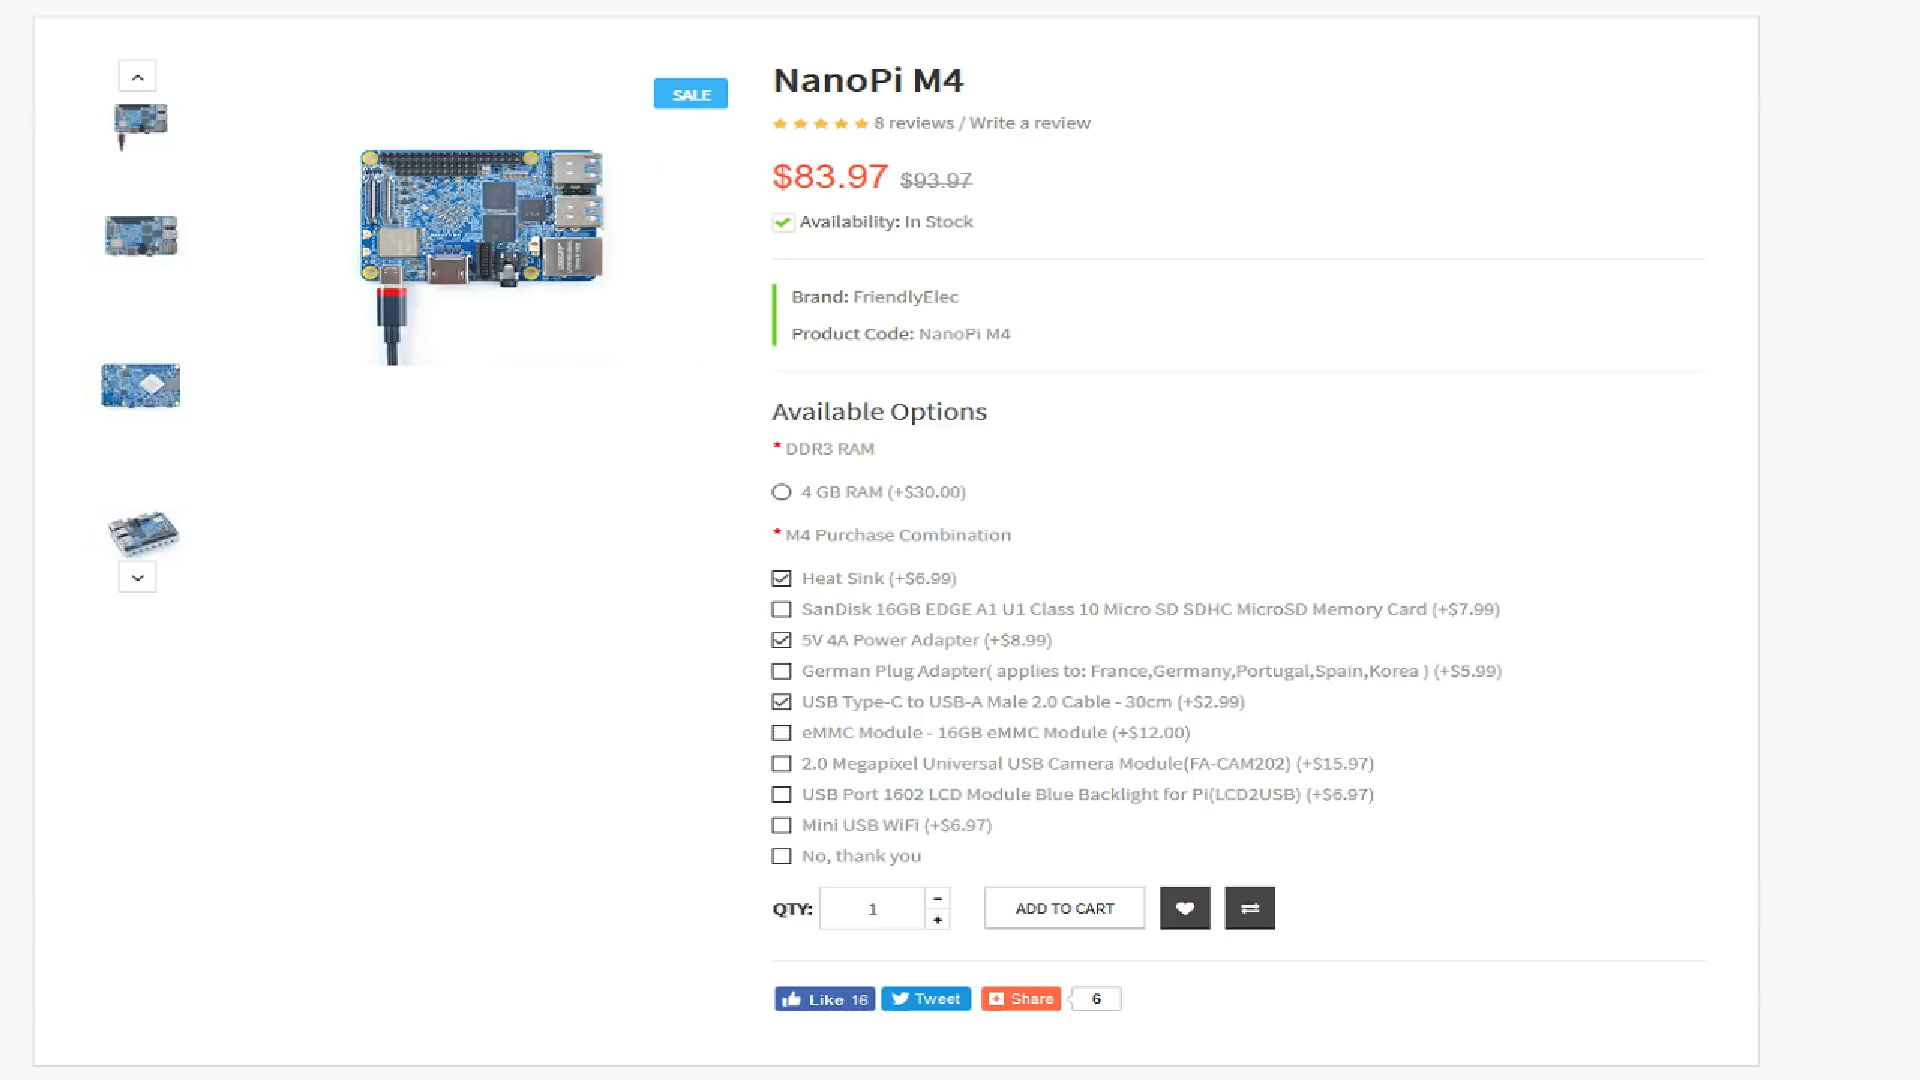 SALE
NanoPi M4
8 reviews / Write a review
$83.97 $93.97
Availability: In Stock
Brand: FriendlyElec
Product Code: NanoPi M4
Available Options
* DDR3 RAM
4 GB RAM (+$30.00)
* M4 Purchase Combination
Heat Sink (+$6.99)
SanDisk 16GB EDGE A1 U1 Class 10 Micro SD SDHC MicroSD Memory Card (+$7.99)
5V 4A Power Adapter (+$8.99)
German Plug Adapter( applies to: France,Germany,Portugal,Spain,Korea ) (+$5.99)
USB Type-C to USB-A Male 2.0 Cable - 30cm (+$2.99)
eMMC Module - 16GB eMMC Module (+$12.00)
2.0 Megapixel Universal USB Camera Module(FA-CAM202) (+$15.97)
USB Port 1602 LCD Module Blue Backlight for Pi(LCD2USB) (+$6.97)
Mini USB WiFi (+$6.97)
No, thank you
QTY: 1 - + ADD TO CART
Like 16 Tweet Share 6